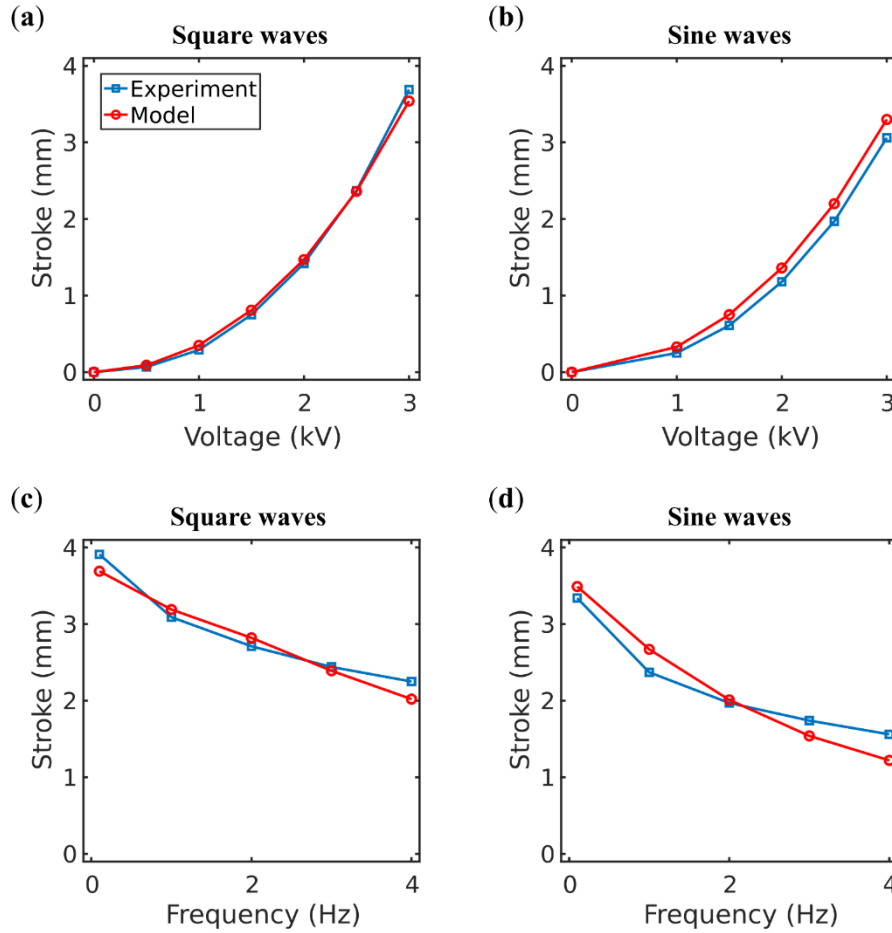 (a)
Square waves
4
3
2
1
0
Stroke (mm)
Experiment
Model
0 1 2 3
Voltage (kV)
(b)
Sine waves
4
3
2
1
0
Stroke (mm)
0 1 2 3
Voltage (kV)
(c)
Square waves
4
3
2
1
0
Stroke (mm)
0 2 4
Frequency (Hz)
(d)
Sine waves
4
3
2
1
0
Stroke (mm)
0 2 4
Frequency (Hz)